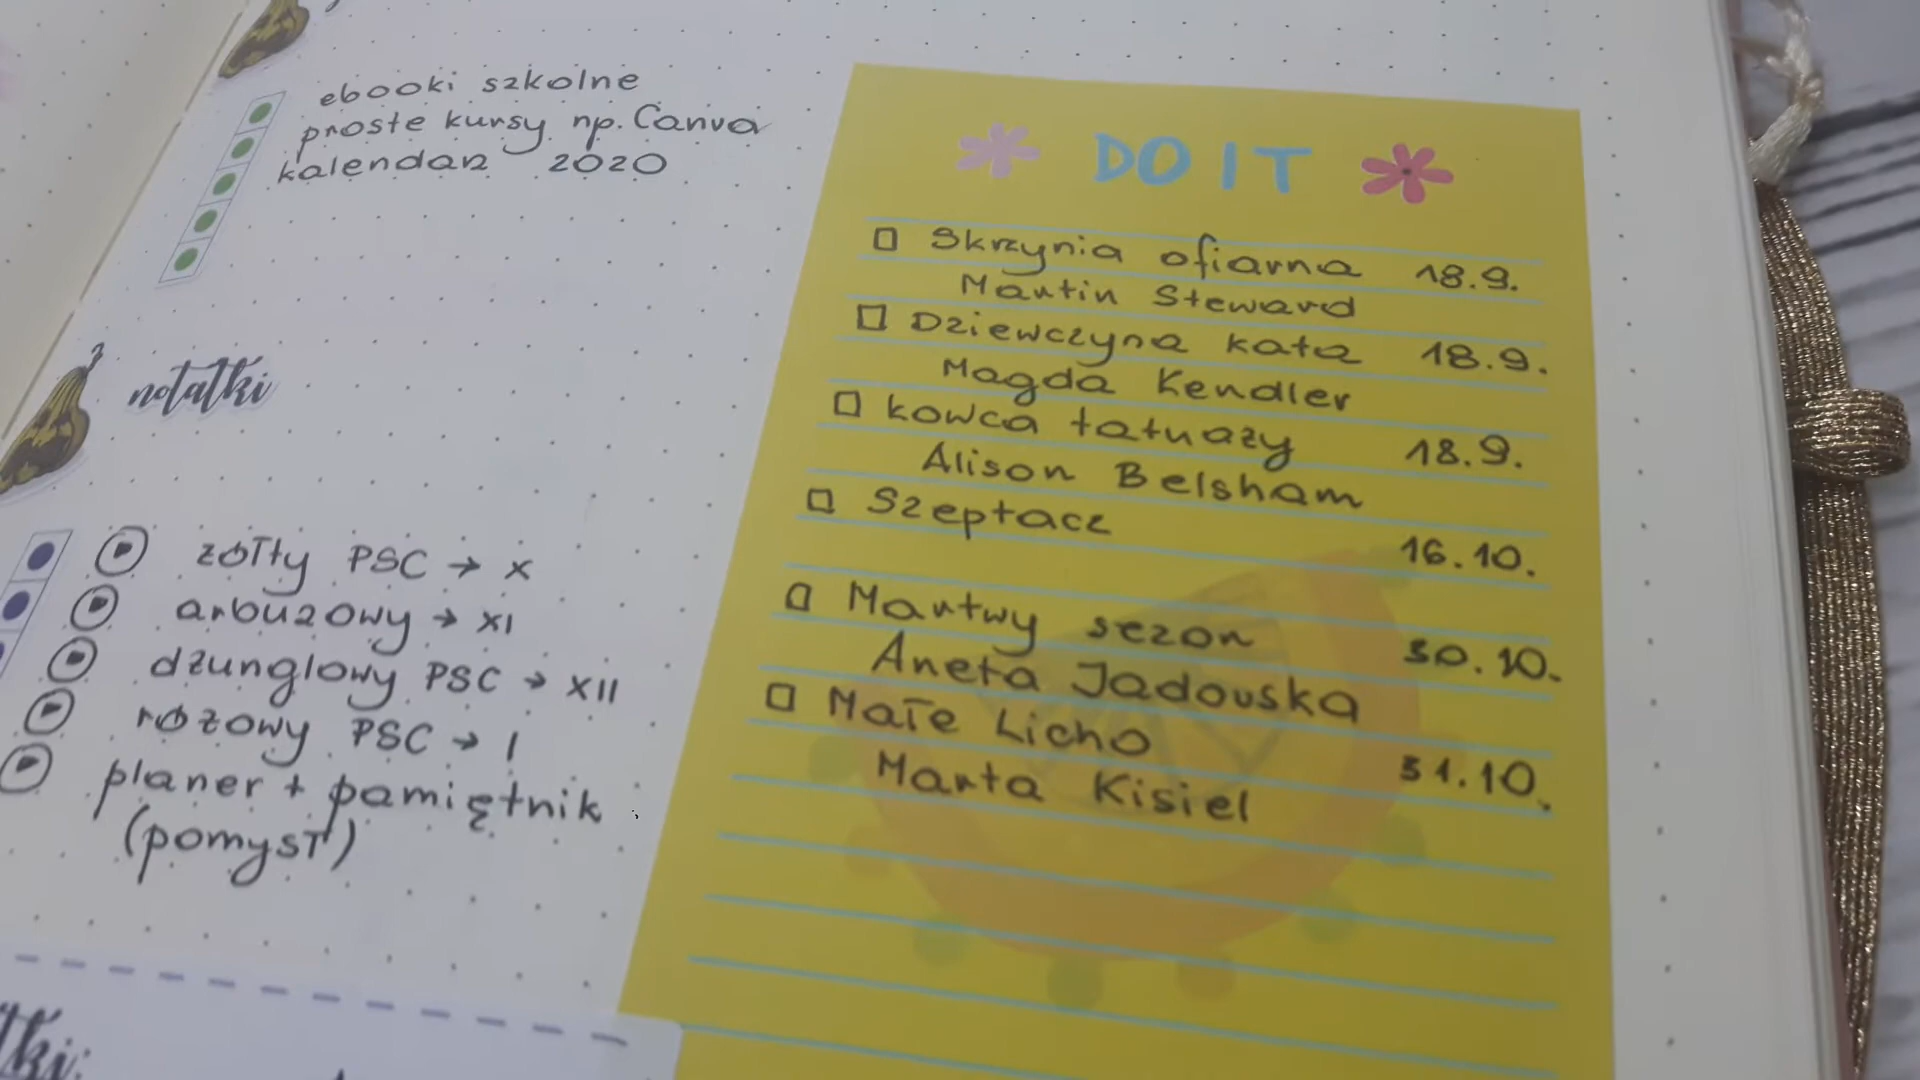 ebooki szkolne
proste kursy np. Canva
kalendarz 2020
notatki
żółty PSC → X
arbuzowy → XI
dżunglowy PSC → XII
różowy PSC → I
planer + pamiętnik
(pomysł)
DO IT
Skrzynia ofiarna 18.9.
Martin Steward
Dziewczyna kata 18.9.
Magda Kendler
Łowca tatuaży 18.9.
Alison Belsham
Szeptacz
16.10.
Martwy sezon 30.10.
Aneta Jadowska
Małe Licho
Marta Kisiel 31.10.